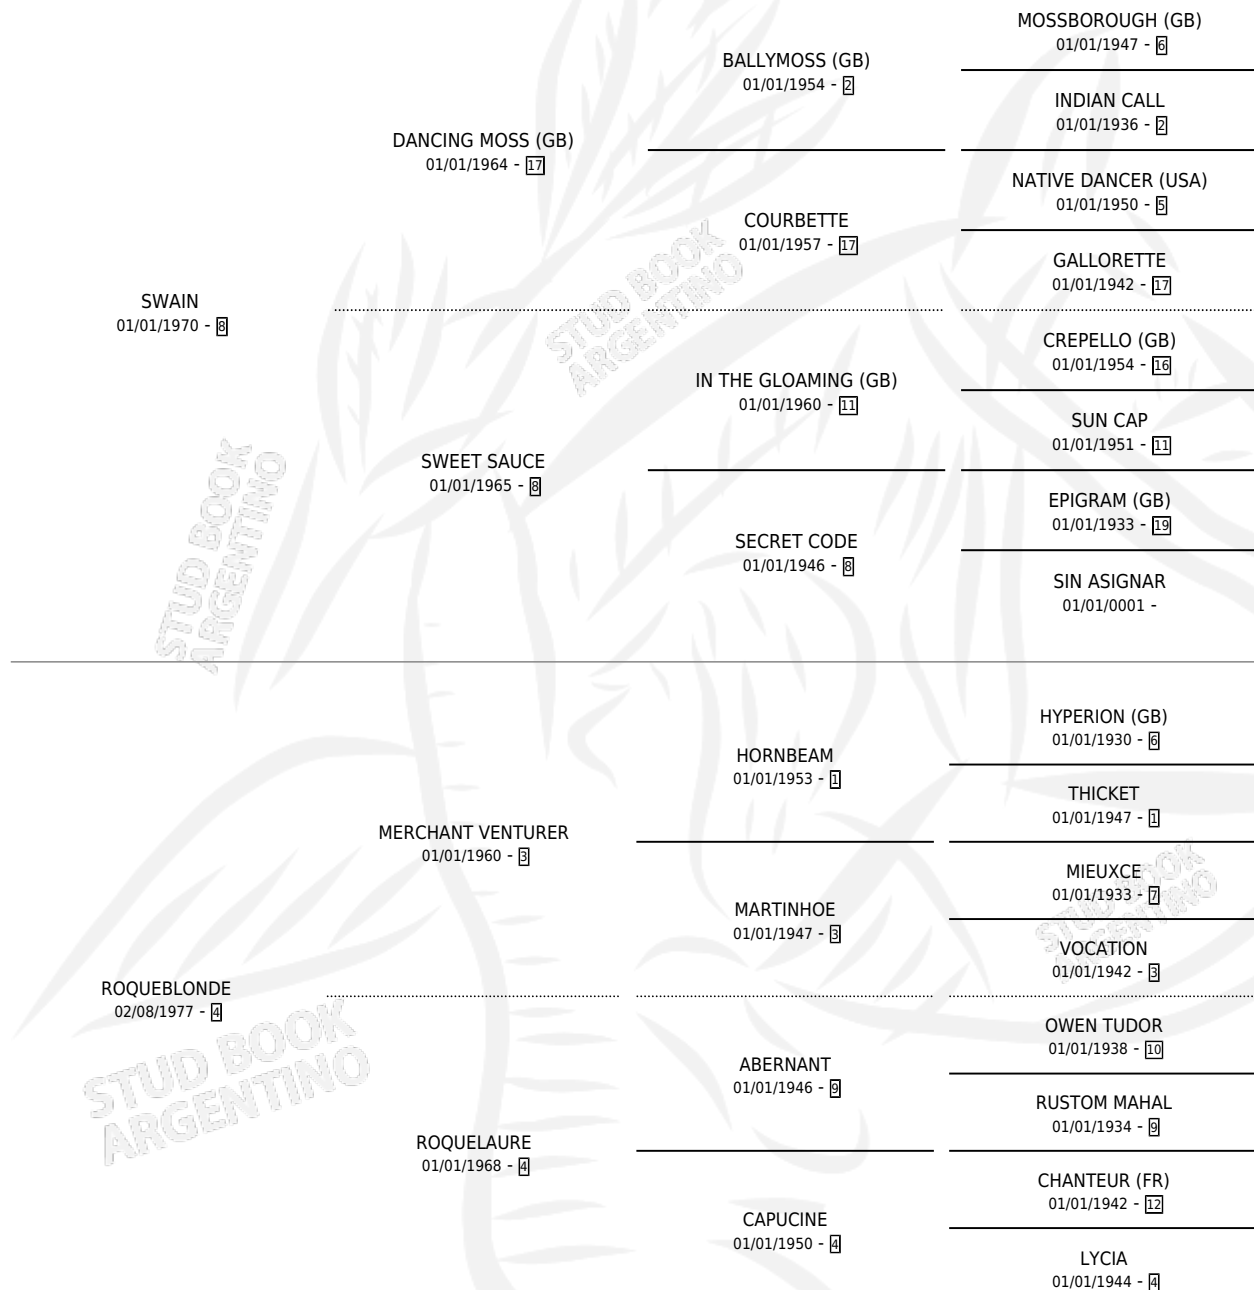 MOSSBOROUGH (GB)
01/01/1947 - 6
BALLYMOSS (GB)
01/01/1954 - 2
INDIAN CALL
01/01/1936 - 2
DANCING MOSS (GB)
01/01/1964 - 17
NATIVE DANCER (USA)
01/01/1950 - 5
COURBETTE
01/01/1957 - 17
GALLORETTE
01/01/1942 - 17
SWAIN
01/01/1970 - 8
CREPELLO (GB)
01/01/1954 - 16
IN THE GLOAMING (GB)
01/01/1960 - 11
SUN CAP
01/01/1951 - 11
SWEET SAUCE
01/01/1965 - 8
EPIGRAM (GB)
01/01/1933 - 19
SECRET CODE
01/01/1946 - 8
SIN ASIGNAR
01/01/0001 -
HYPERION (GB)
01/01/1930 - 6
HORNBEAM
01/01/1953 - 1
THICKET
01/01/1947 - 1
MERCHANT VENTURER
01/01/1960 - 3
MIEUXCE
01/01/1933 - 7
MARTINHOE
01/01/1947 - 3
VOCATION
01/01/1942 - 3
ROQUEBLONDE
02/08/1977 - 4
OWEN TUDOR
01/01/1938 - 10
ABERNANT
01/01/1946 - 9
RUSTOM MAHAL
01/01/1934 - 9
ROQUELAURE
01/01/1968 - 4
CHANTEUR (FR)
01/01/1942 - 12
CAPUCINE
01/01/1950 - 4
LYCIA
01/01/1944 - 4
STUD BOOK
ARGENTINO
STUD BOOK
ARGENTINO
STUD BOOK
ARGENTINO
STUD BOOK
ARGENTINO